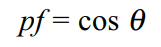 pf = cos θ